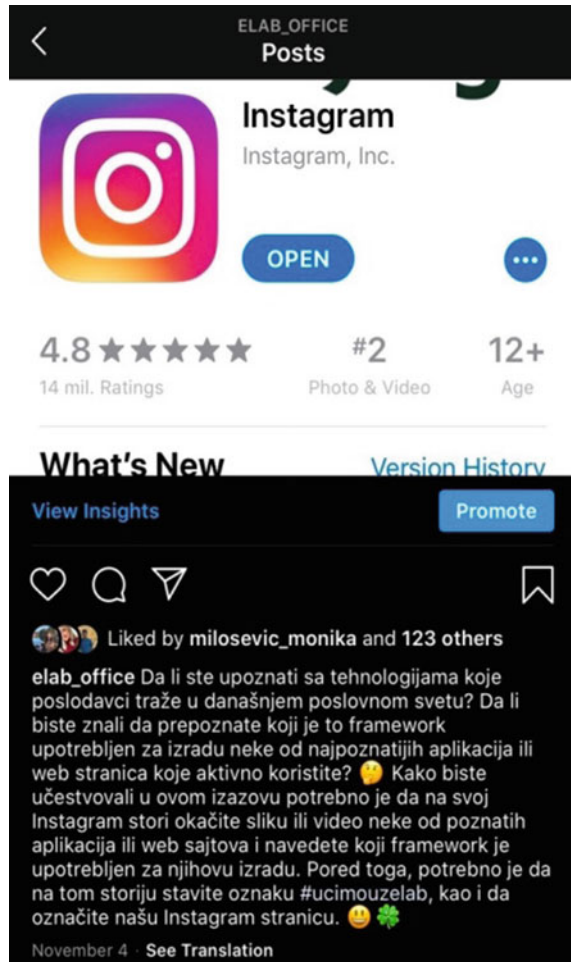 ELAB_OFFICE
Posts
Instagram
Instagram, Inc.
OPEN
4.8 ★★★★★
#2
12+
14 mil. Ratings
Photo & Video
Age
What's New
Version History
View Insights
Promote
Liked by milosevic_monika and 123 others
elab_office Da li ste upoznati sa tehnologijama koje
poslodavci traže u današnjem poslovnom svetu? Da li
biste znali da prepoznate koji je to framework
upotrebljen za izradu neke od najpoznatijih aplikacija ili
web stranica koje aktivno koristite? 🤔 Kako biste
učestvovali u ovom izazovu potrebno je da na svoj
Instagram stori okačite sliku ili video neke od poznatih
aplikacija ili web sajtova i navedete koji framework je
upotrebljen za njihovu izradu. Pored toga, potrebno je da
na tom storiju stavite oznaku #ucimouzelab, kao i da
označite našu Instagram stranicu. 😃🍀
November 4 · See Translation